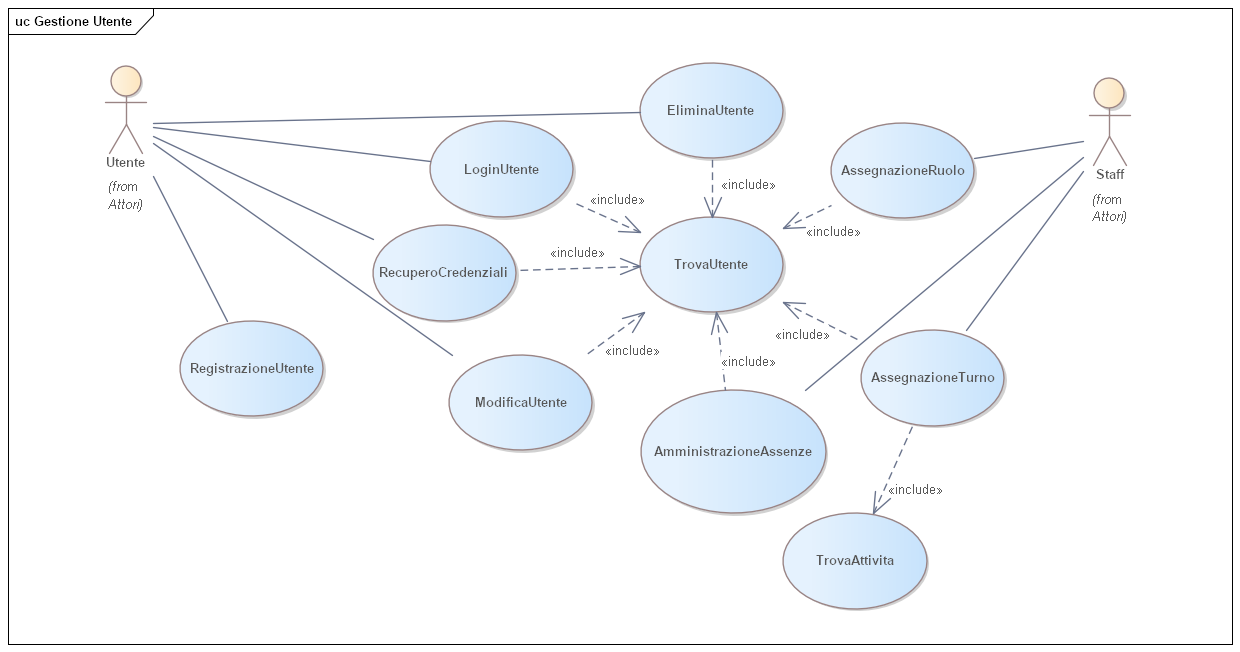 uc Gestione Utente
Utente
(from
Attori)
Staff
(from
Attori)
EliminaUtente
LoginUtente
AssegnazioneRuolo
«include»
«include»
«include»
«include»
RecuperoCredenziali
TrovaUtente
«include»
«include»
«include»
RegistrazioneUtente
ModificaUtente
AssegnazioneTurno
AmministrazioneAssenze
«include»
TrovaAttivita